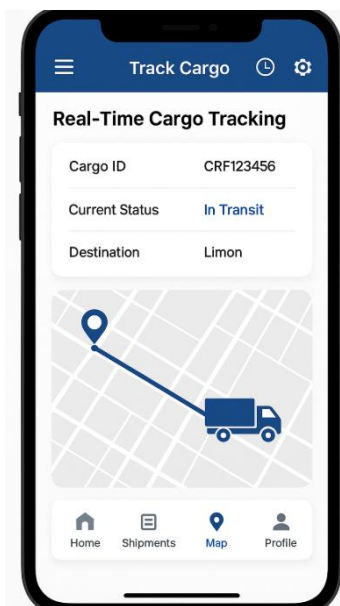 Track Cargo
Real-Time Cargo Tracking
Cargo ID CRF123456
Current Status In Transit
Destination Limon
Home Shipments Map Profile